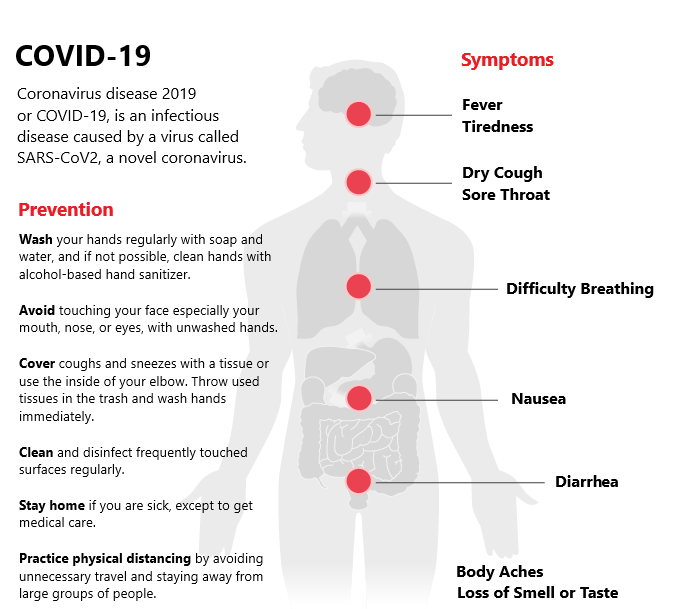 COVID-19
Coronavirus disease 2019
or COVID-19, is an infectious
disease caused by a virus called
SARS-CoV2, a novel coronavirus.
Prevention
Wash your hands regularly with soap and
water, and if not possible, clean hands with
alcohol-based hand sanitizer.
Avoid touching your face especially your
mouth, nose, or eyes, with unwashed hands.
Cover coughs and sneezes with a tissue or
use the inside of your elbow. Throw used
tissues in the trash and wash hands
immediately.
Clean and disinfect frequently touched
surfaces regularly.
Stay home if you are sick, except to get
medical care.
Practice physical distancing by avoiding
unnecessary travel and staying away from
large groups of people.
Symptoms
Fever
Tiredness
Dry Cough
Sore Throat
Difficulty Breathing
Nausea
Diarrhea
Body Aches
Loss of Smell or Taste